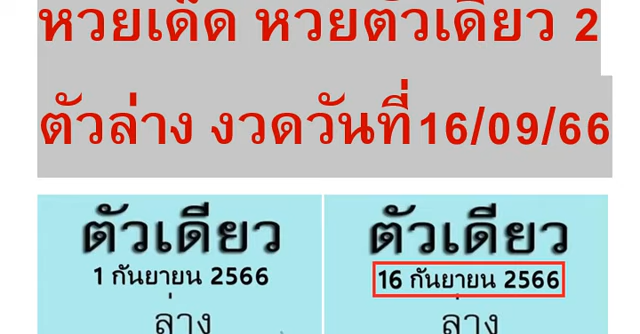 หวยเด็ด หวยตัวเดียว 2
ตัวล่าง งวดวันที่16/09/66
ตัวเดียว
1 กันยายน 2566
ล่าง
ตัวเดียว
16 กันยายน 2566
ล่าง